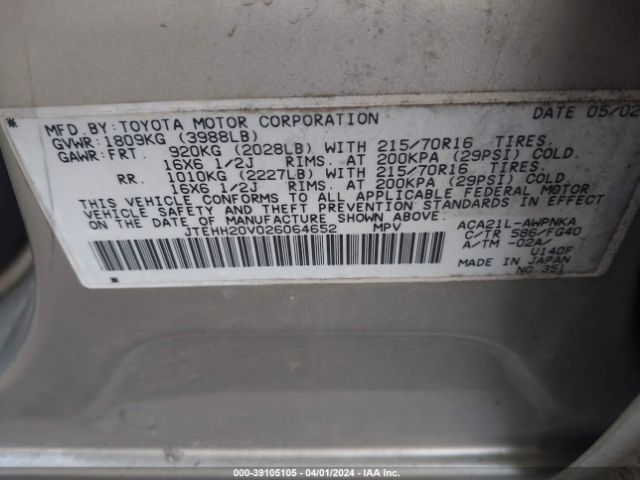 MFD. BY: TOYOTA MOTOR CORPORATION DATE 05/02
GVWR: 1809KG (3988LB)
GAWR: FRT. 920KG (2028LB) WITH 215/70R16 TIRES.
16X6 1/2J RIMS. AT 200KPA (29PSI) COLD.
RR. 1010KG (2227LB) WITH 215/70R16 TIRES.
16X6 1/2J RIMS. AT 200KPA (29PSI) COLD.
THIS VEHICLE CONFORMS TO ALL APPLICABLE FEDERAL MOTOR
VEHICLE SAFETY AND THEFT PREVENTION STANDARDS IN EFFECT
ON THE DATE OF MANUFACTURE SHOWN ABOVE.
JTEHH20V026064652 MPV ACA21L-AWPNKA
C/TR 586/FG40
A/TM -02A/
U140F
MADE IN JAPAN
NO.351
000-39105105 - 04/01/2024 - IAAI.COM